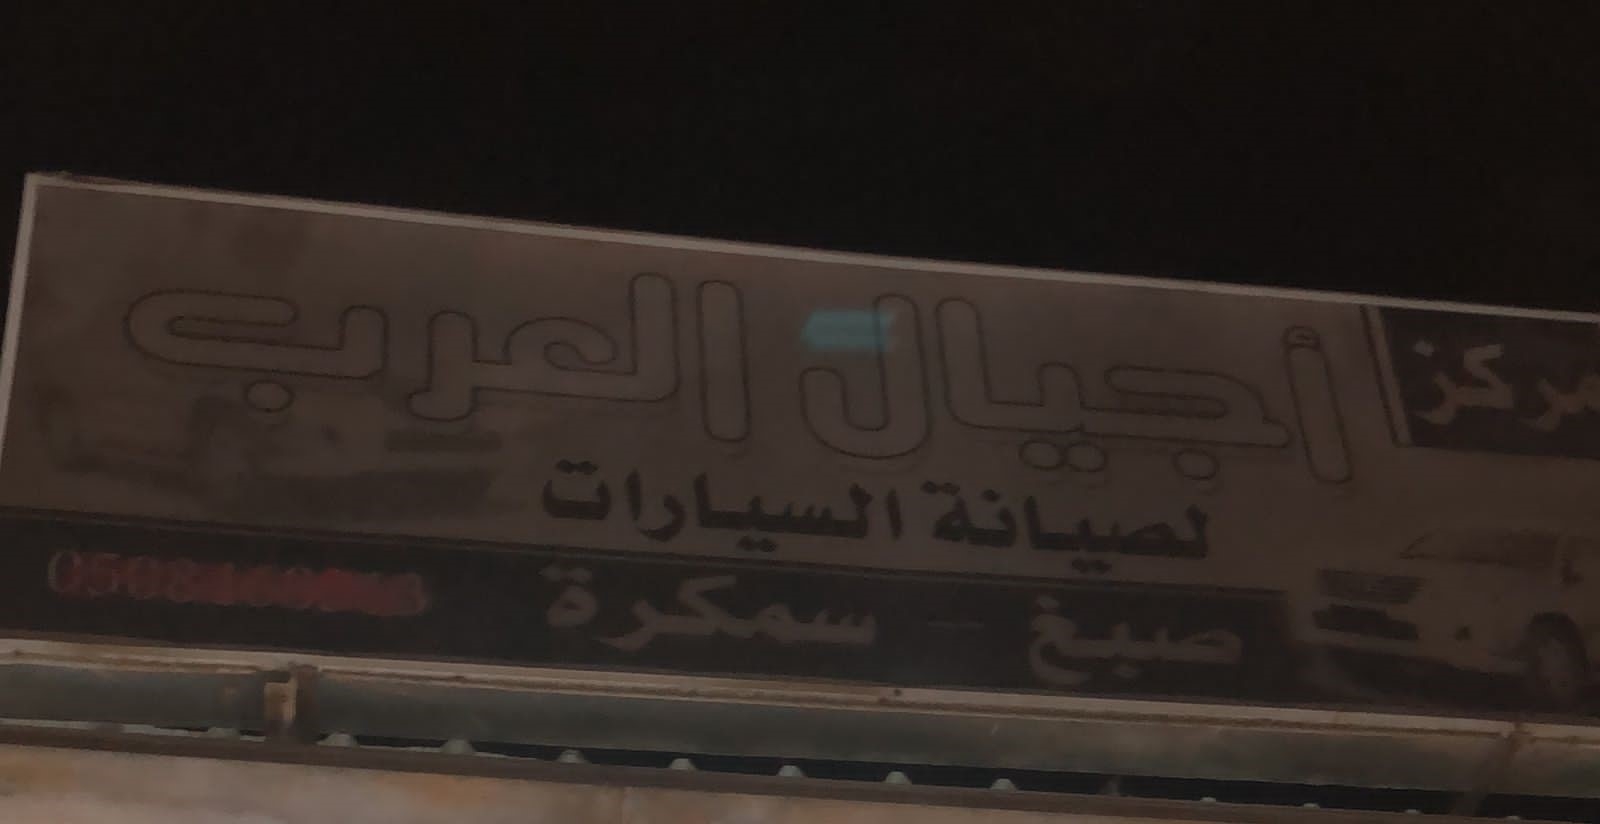 مركز
أجيال العرب
لصيانة السيارات
صبغ - سمكرة